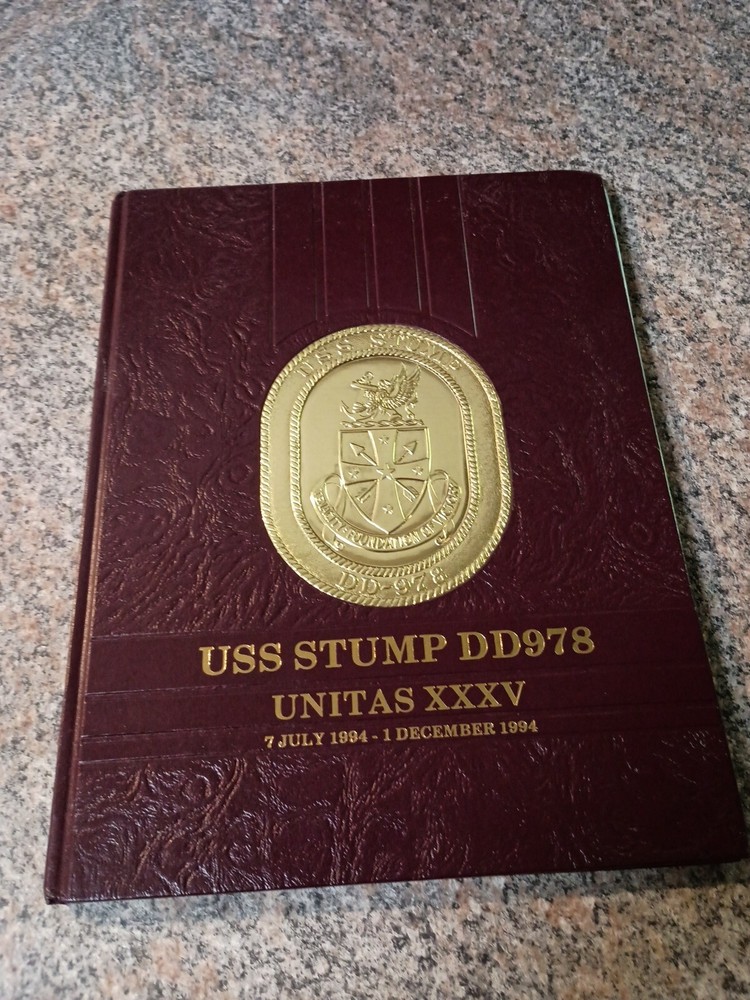 USS STUMP
DD-978
USS STUMP DD978
UNITAS XXXV
7 JULY 1994 - 1 DECEMBER 1994